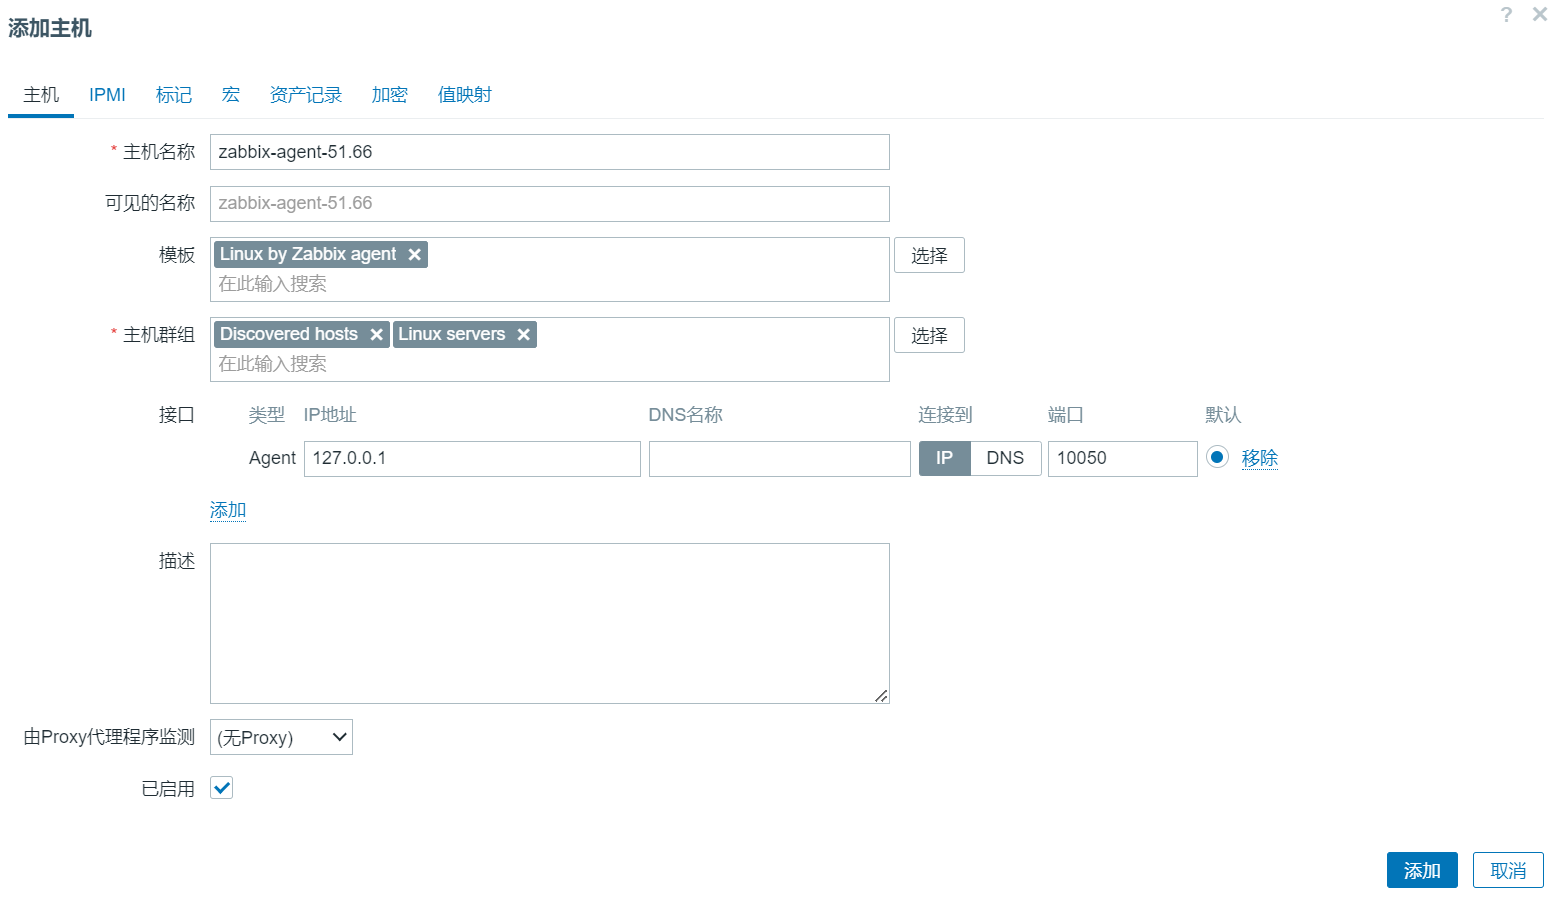 添加主机 ?
主机 IPMI 标记 宏 资产记录 加密 值映射
* 主机名称 zabbix-agent-51.66
可见的名称 zabbix-agent-51.66
模板 Linux by Zabbix agent 选择
在此输入搜索
* 主机群组 Discovered hosts Linux servers 选择
在此输入搜索
接口 类型 IP地址 DNS名称 连接到 端口 默认
Agent 127.0.0.1 IP DNS 10050 移除
添加
描述
由Proxy代理程序监测 (无Proxy)
已启用
添加 取消